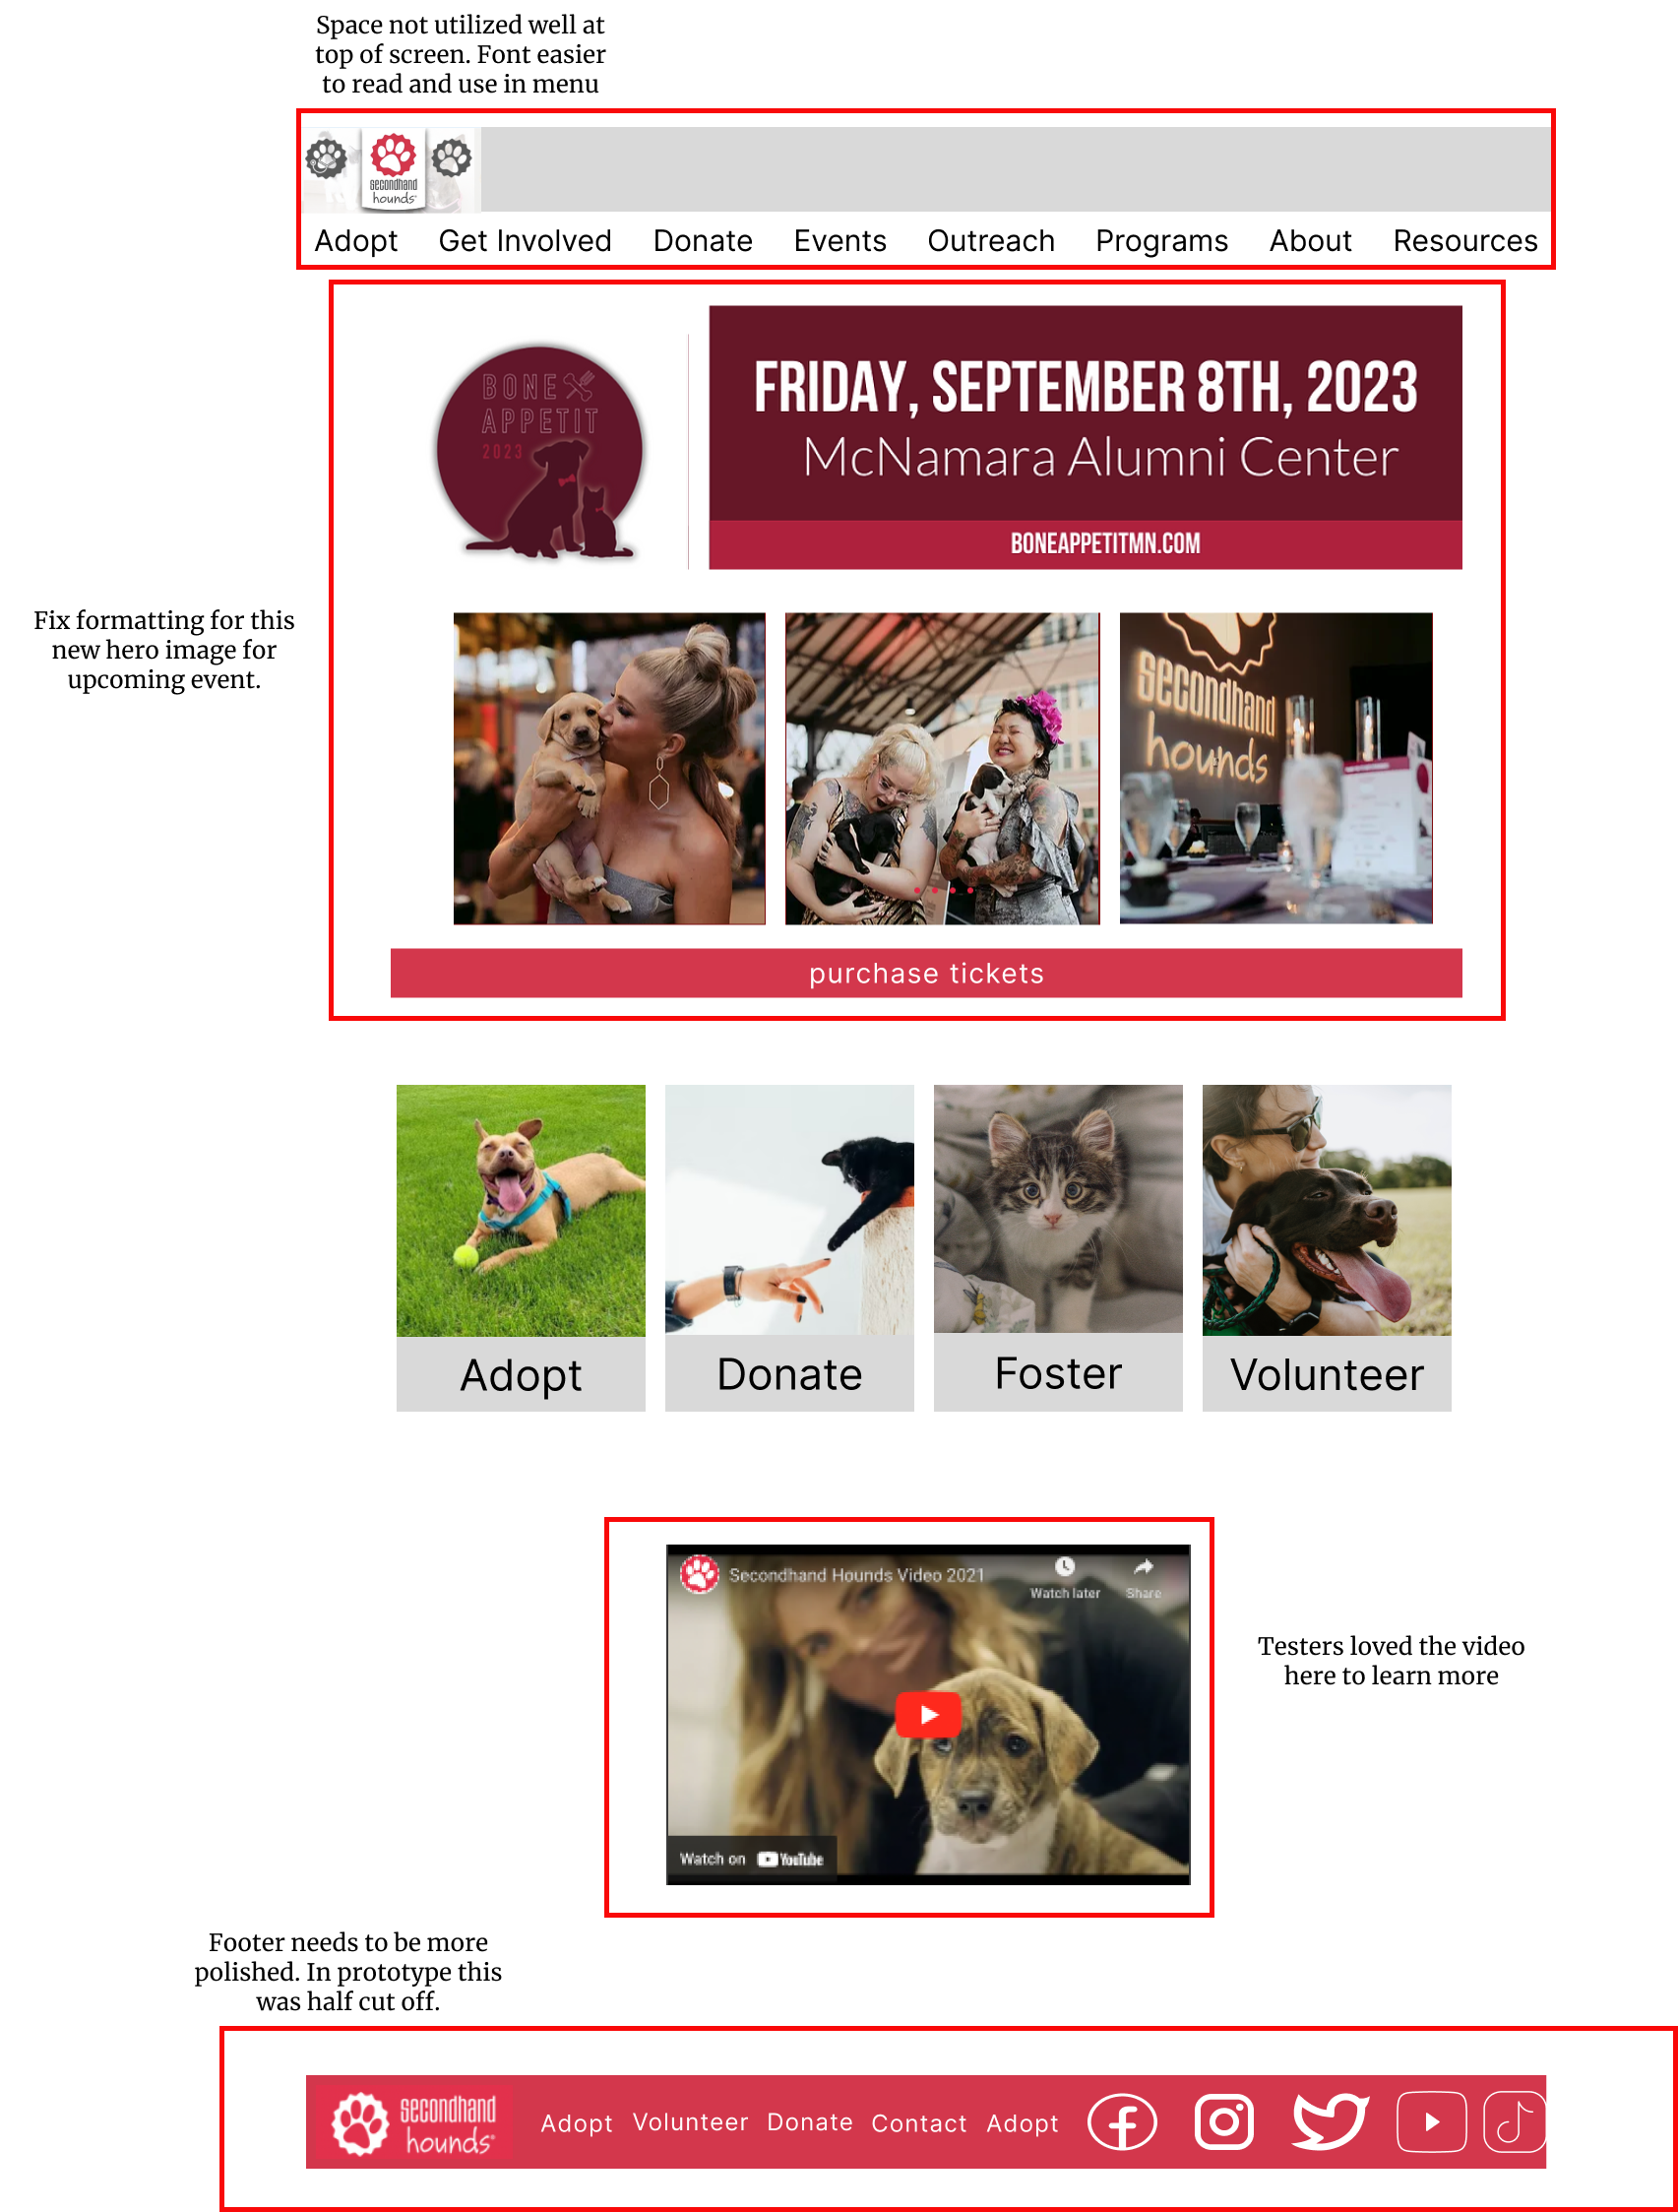 Space not utilized well at
top of screen. Font easier
to read and use in menu
secondhand
hounds
Adopt Get Involved Donate Events Outreach Programs About Resources
BONE
APPETIT
2023
FRIDAY, SEPTEMBER 8TH, 2023
McNamara Alumni Center
BONEAPPETITMN.COM
Fix formatting for this
new hero image for
upcoming event.
secondhand
hounds
purchase tickets
Adopt Donate Foster Volunteer
Secondhand Hounds Video 2021
Watch later Share
Watch on YouTube
Testers loved the video
here to learn more
Footer needs to be more
polished. In prototype this
was half cut off.
secondhand
hounds
Adopt Volunteer Donate Contact Adopt